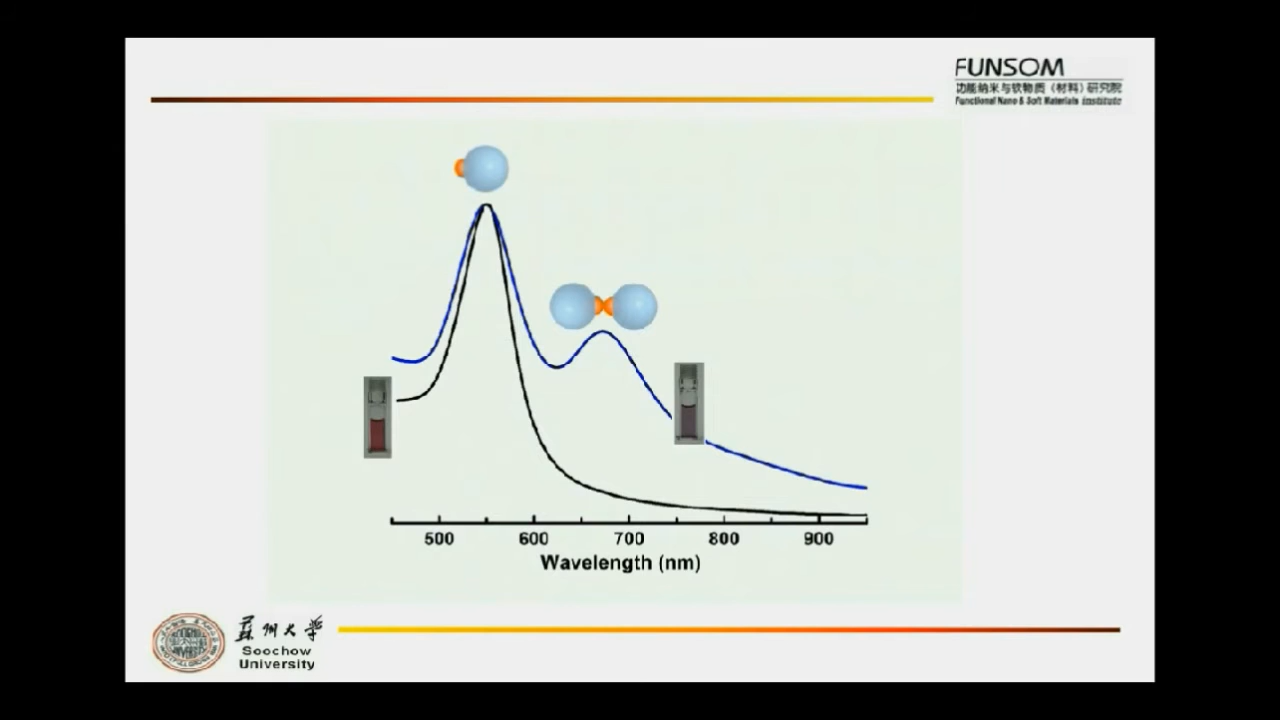 FUNSOM
功能纳米与软物质（材料）研究院
Functional Nano & Soft Materials Institute
500 600 700 800 900
Wavelength (nm)
蘇州大学
Soochow
University